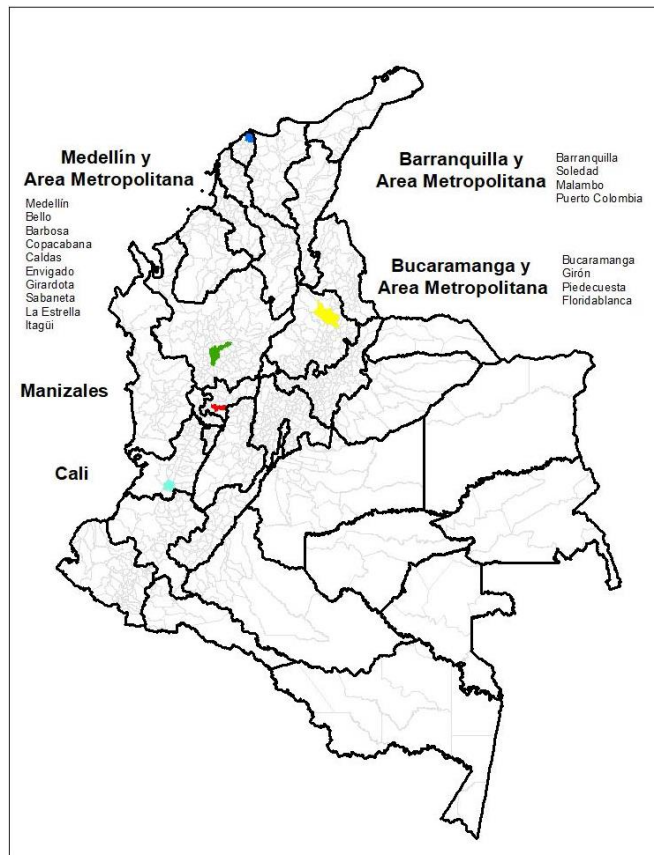 Medellín y
Area Metropolitana
Medellín
Bello
Barbosa
Copacabana
Caldas
Envigado
Girardota
Sabaneta
La Estrella
Itagüi
Manizales
Cali
Barranquilla y
Area Metropolitana
Barranquilla
Soledad
Malambo
Puerto Colombia
Bucaramanga y
Area Metropolitana
Bucaramanga
Girón
Piedecuesta
Floridablanca